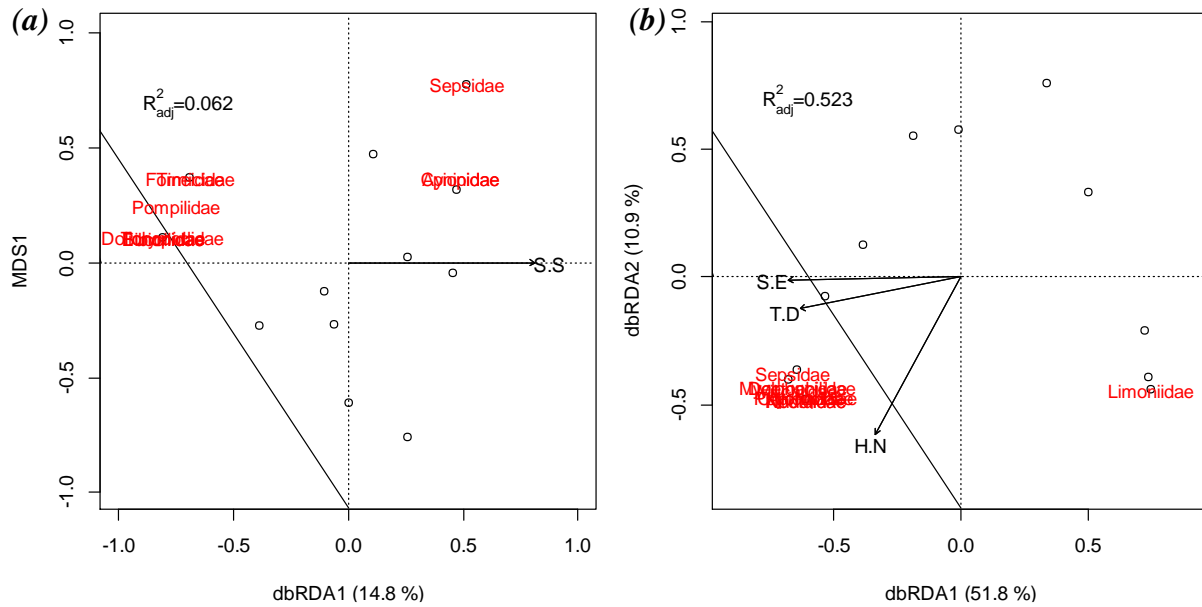 (a)
1.0
0.5
0.0
-0.5
-1.0
MDS1
R²adj=0.062
Sepsidae
Pompilidae
S.S
-1.0 -0.5 0.0 0.5 1.0
dbRDA1 (14.8 %)
(b)
1.0
0.5
0.0
-0.5
dbRDA2 (10.9 %)
R²adj=0.523
S.E
T.D
H.N
Sepsidae
Limoniidae
-0.5 0.0 0.5
dbRDA1 (51.8 %)